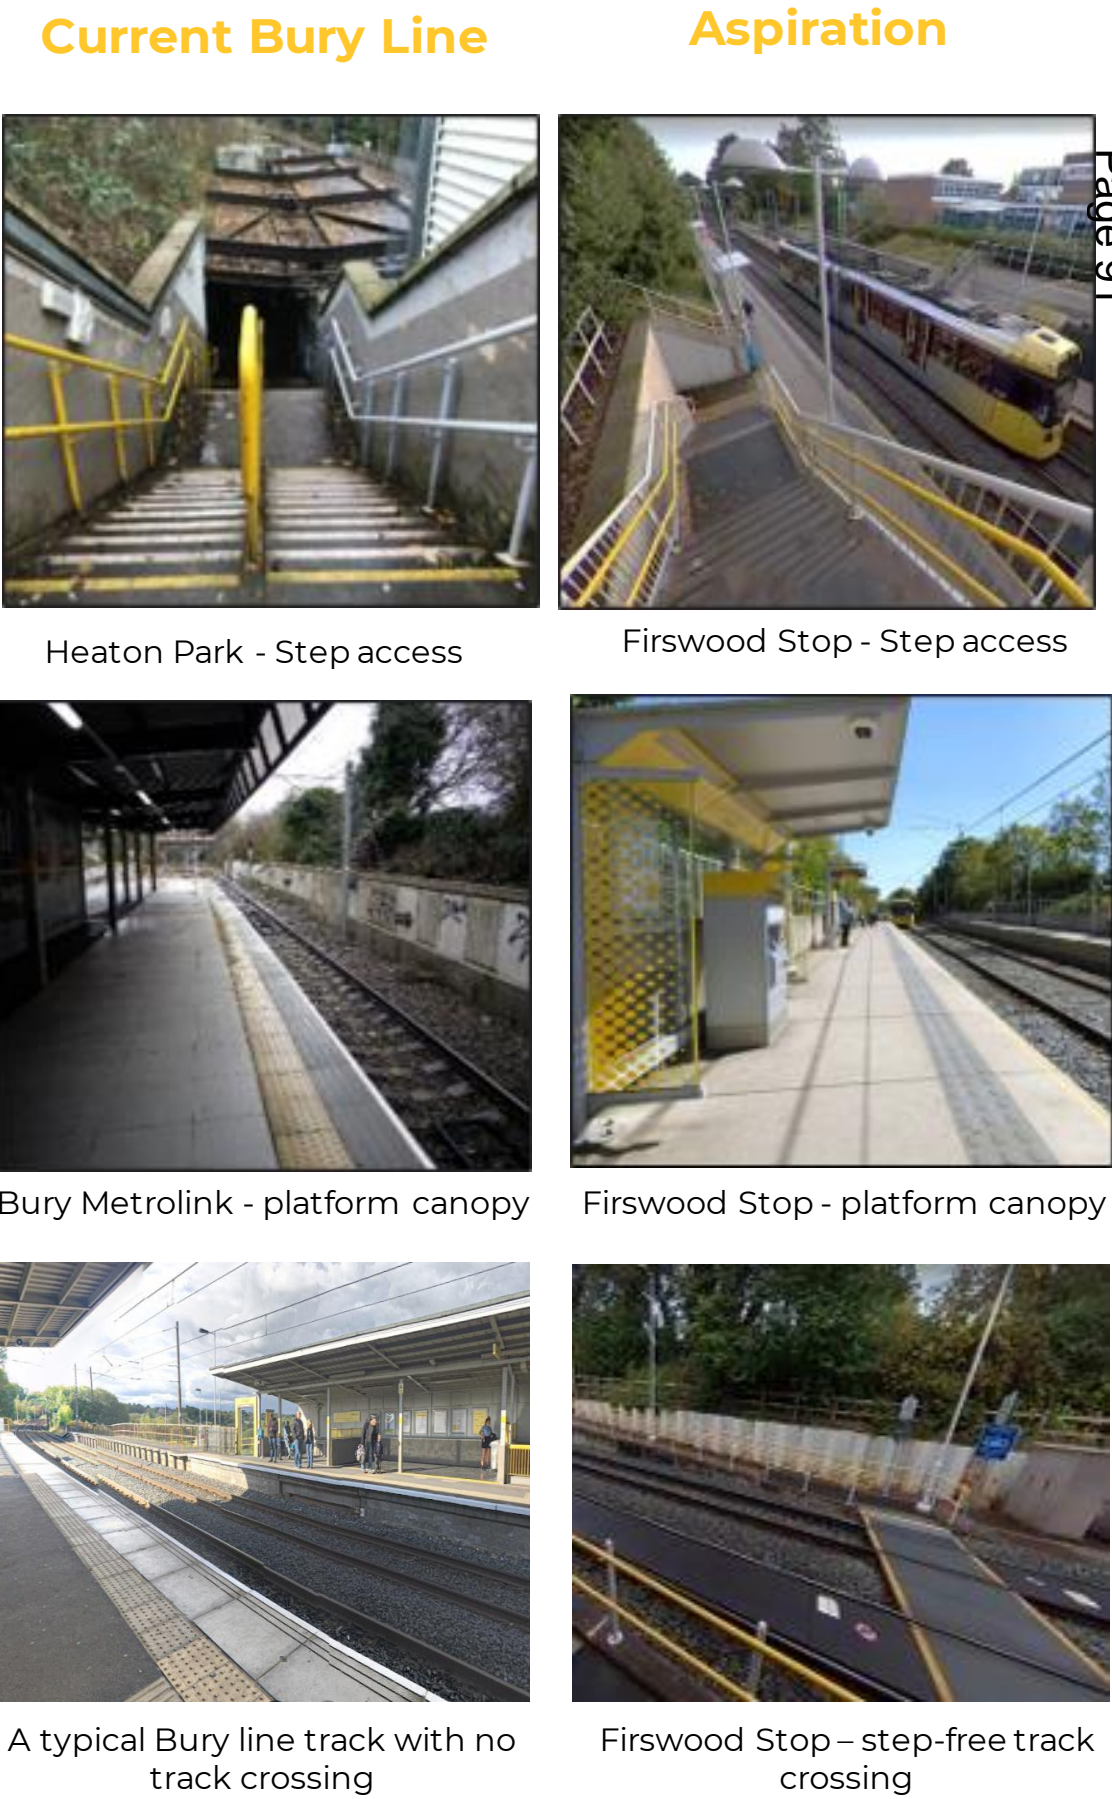 Current Bury Line
Aspiration
Heaton Park - Step access
Firswood Stop - Step access
Bury Metrolink - platform canopy
Firswood Stop - platform canopy
A typical Bury line track with no
track crossing
Firswood Stop – step-free track
crossing
Page 91